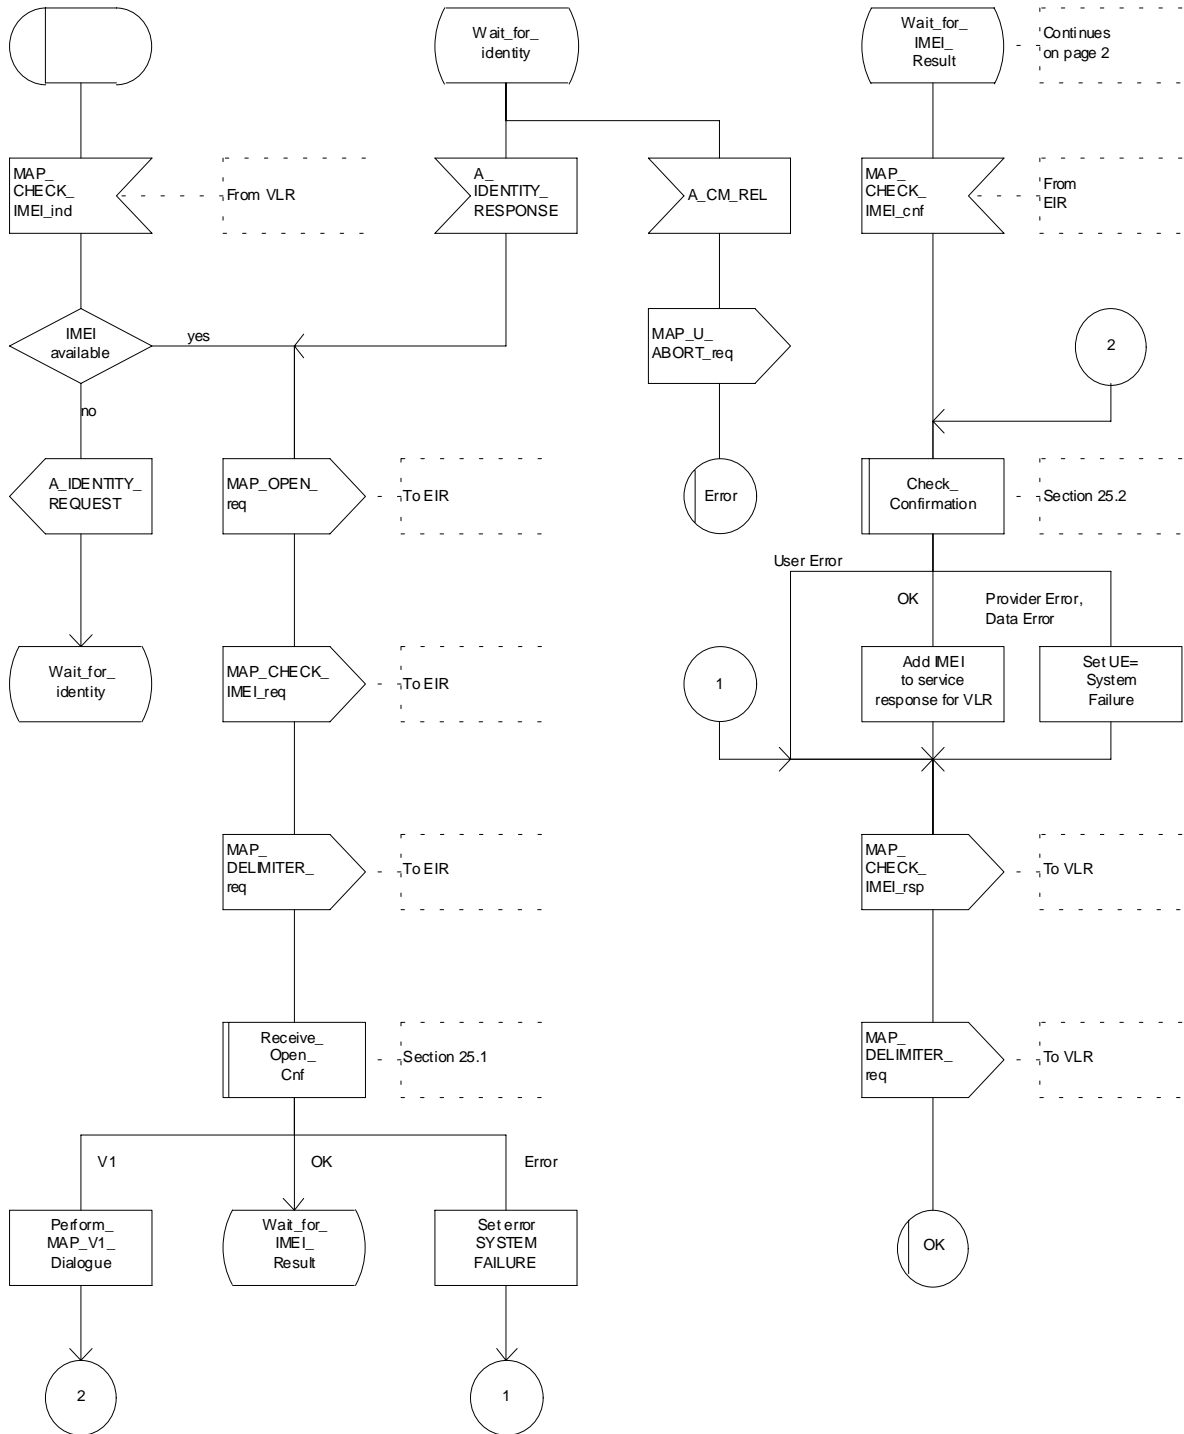 Wait_for_
identity
Wait_for_
IMEI_
Result
Continues
on page 2
MAP_
CHECK_
IMEI_ind
From VLR
A_
IDENTITY_
RESPONSE
A_CM_REL
MAP_
CHECK_
IMEI_cnf
From
EIR
IMEI
available
yes
no
MAP_U_
ABORT_req
2
A_IDENTITY_
REQUEST
MAP_OPEN_
req
To EIR
Error
Check_
Confirmation
Section 25.2
User Error
OK
Provider Error,
Data Error
Wait_for_
identity
MAP_CHECK_
IMEI_req
To EIR
1
Add IMEI
to service
response for VLR
Set UE=
System
Failure
MAP_
DELIMITER_
req
To EIR
MAP_
CHECK_
IMEI_rsp
To VLR
Receive_
Open_
Cnf
Section 25.1
MAP_
DELIMITER_
req
To VLR
V1
OK
Error
Perform_
MAP_V1_
Dialogue
Wait_for_
IMEI_
Result
Set error
SYSTEM
FAILURE
OK
2
1